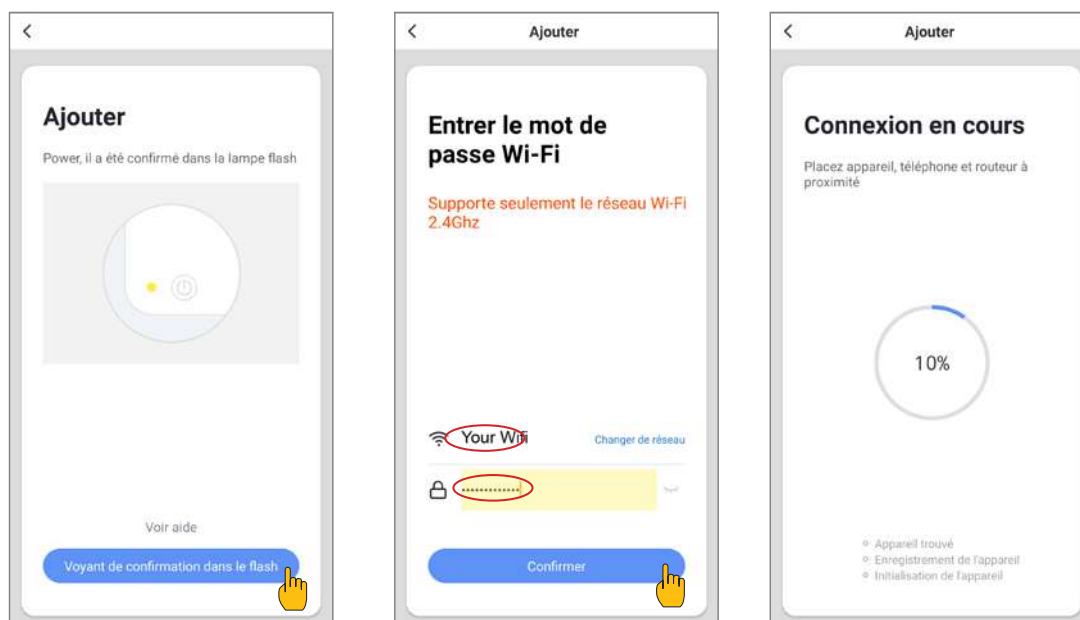 Ajouter
Power, il a été confirmé dans la lampe flash
Voir aide
Voyant de confirmation dans le flash
Ajouter
Entrer le mot de
passe Wi-Fi
Supporte seulement le réseau Wi-Fi
2.4Ghz
Your Wifi
Changer de réseau
Confirmer
Ajouter
Connexion en cours
Placez appareil, téléphone et routeur à
proximité
10%
Appareil trouvé
Enregistrement de l'appareil
Initialisation de l'appareil